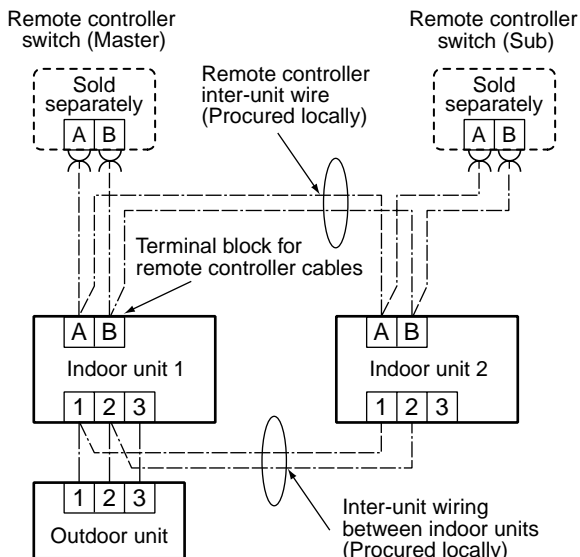 Remote controller
switch (Master)
Remote controller
switch (Sub)
Sold
separately
A B
Remote controller
inter-unit wire
(Procured locally)
Sold
separately
A B
Terminal block for
remote controller cables
A B
Indoor unit 1
1 2 3
A B
Indoor unit 2
1 2 3
1 2 3
Outdoor unit
Inter-unit wiring
between indoor units
(Procured locally)